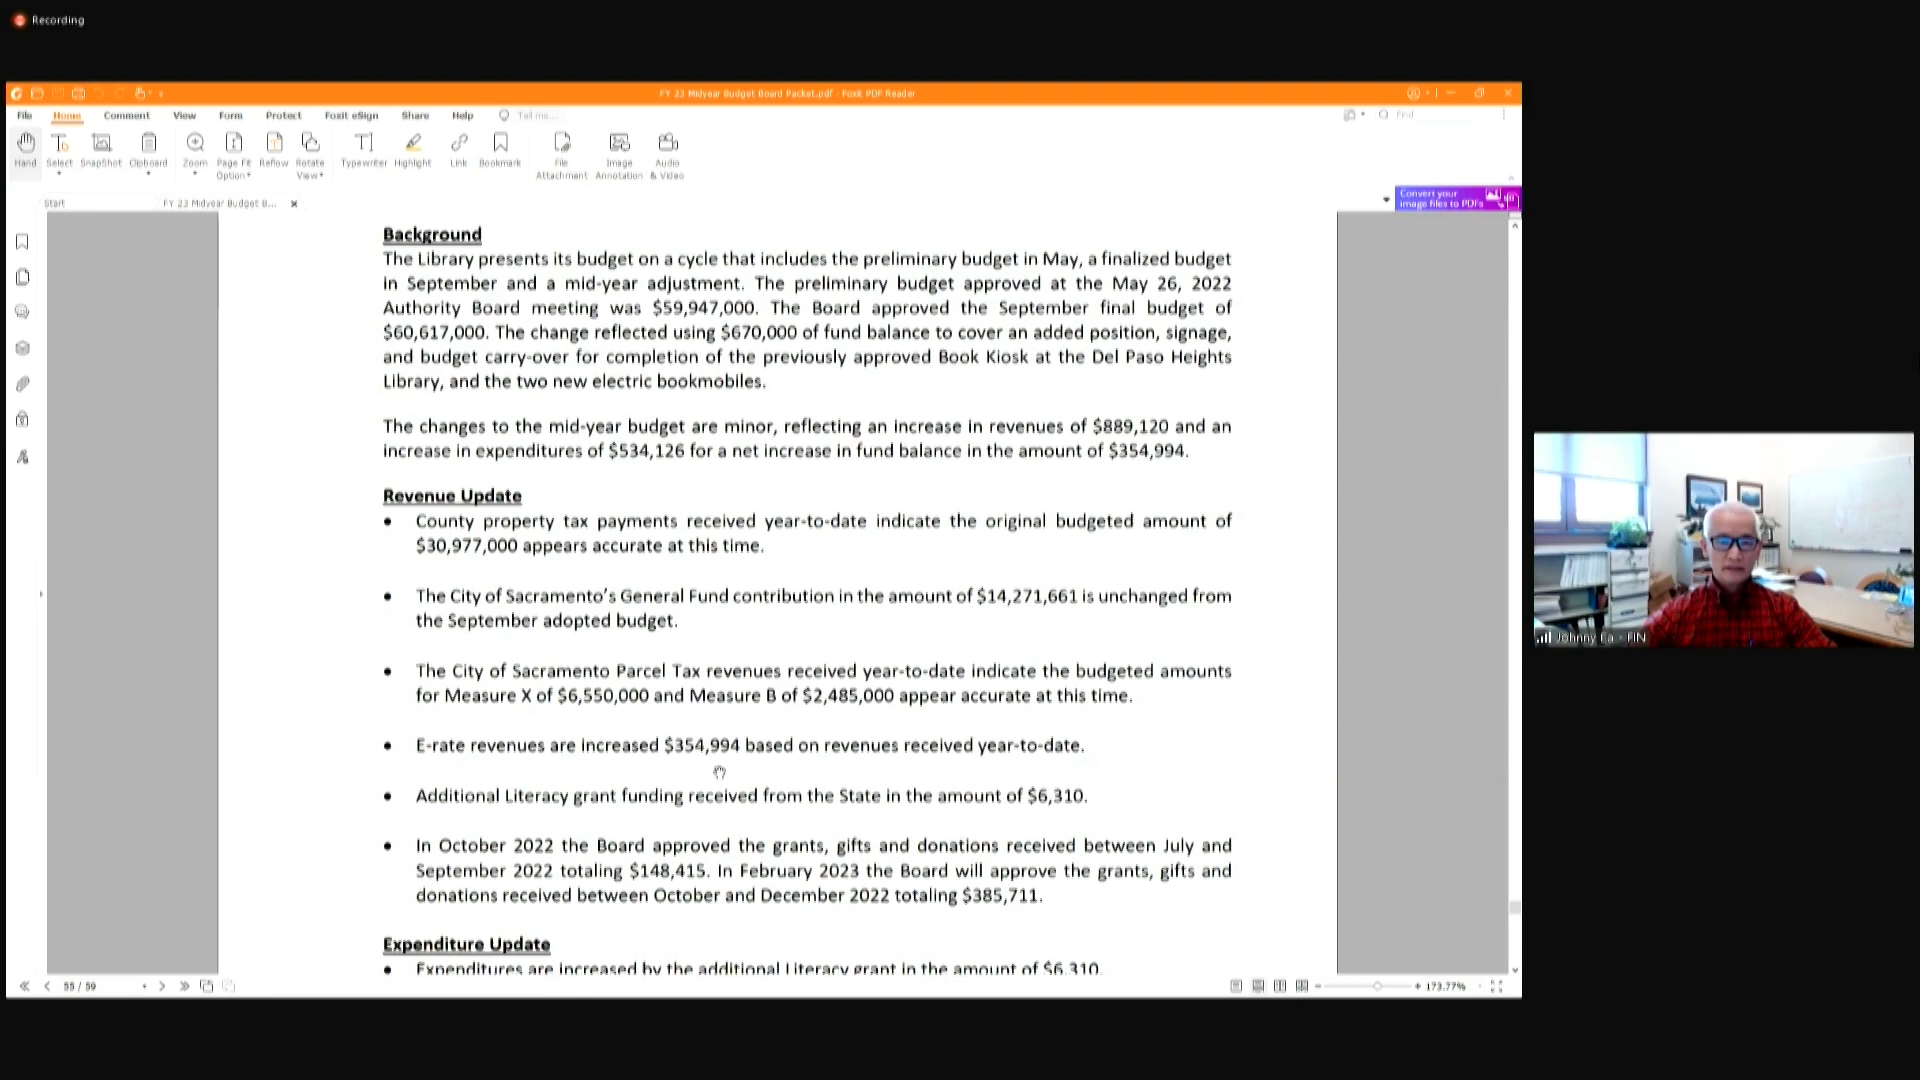 Recording
FY 23 Midyear Budget Board Packet.pdf - Foxit PDF Reader
File Home Comment View Form Protect Foxit eSign Share Help Tell me... Find
Hand Select SnapShot Clipboard Zoom Page Fit Option Reflow Rotate View Typewriter Highlight Link Bookmark File Attachment Image Annotation Audio & Video
Start FY 23 Midyear Budget B...
Convert your
image files to PDFs
Background
The Library presents its budget on a cycle that includes the preliminary budget in May, a finalized budget
in September and a mid-year adjustment. The preliminary budget approved at the May 26, 2022
Authority Board meeting was $59,947,000. The Board approved the September final budget of
$60,617,000. The change reflected using $670,000 of fund balance to cover an added position, signage,
and budget carry-over for completion of the previously approved Book Kiosk at the Del Paso Heights
Library, and the two new electric bookmobiles.
The changes to the mid-year budget are minor, reflecting an increase in revenues of $889,120 and an
increase in expenditures of $534,126 for a net increase in fund balance in the amount of $354,994.
Revenue Update
• County property tax payments received year-to-date indicate the original budgeted amount of
$30,977,000 appears accurate at this time.
• The City of Sacramento's General Fund contribution in the amount of $14,271,661 is unchanged from
the September adopted budget.
• The City of Sacramento Parcel Tax revenues received year-to-date indicate the budgeted amounts
for Measure X of $6,550,000 and Measure B of $2,485,000 appear accurate at this time.
• E-rate revenues are increased $354,994 based on revenues received year-to-date.
• Additional Literacy grant funding received from the State in the amount of $6,310.
• In October 2022 the Board approved the grants, gifts and donations received between July and
September 2022 totaling $148,415. In February 2023 the Board will approve the grants, gifts and
donations received between October and December 2022 totaling $385,711.
Expenditure Update
• Expenditures are increased by the additional Literacy grant in the amount of $6,310.
55 / 59
173.77%
Johnny Ea - FIN